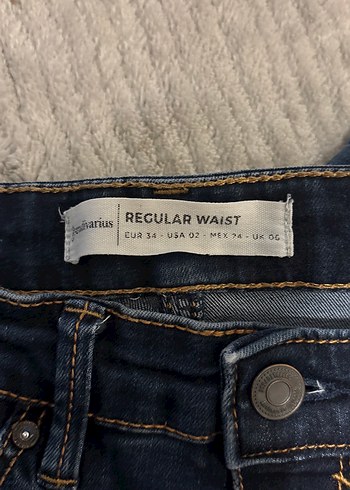 Stradivarius
REGULAR WAIST
EUR 34 - USA 02 - MEX 24 - UK 06